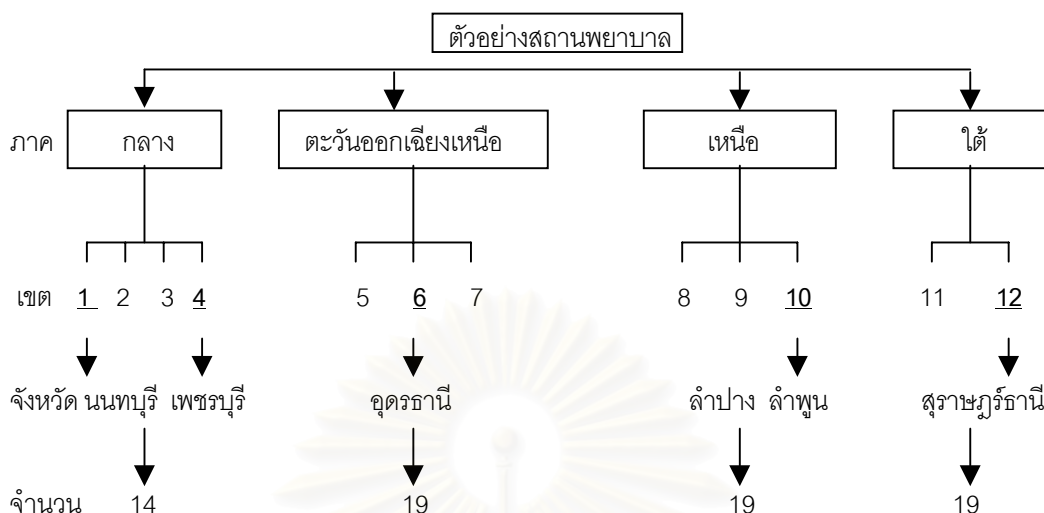 ตัวอย่างสถานพยาบาล
ภาค กลาง ตะวันออกเฉียงเหนือ เหนือ ใต้
เขต 1 2 3 4 5 6 7 8 9 10 11 12
จังหวัด นนทบุรี เพชรบุรี อุดรธานี ลำปาง ลำพูน สุราษฎร์ธานี
จำนวน 14 19 19 19